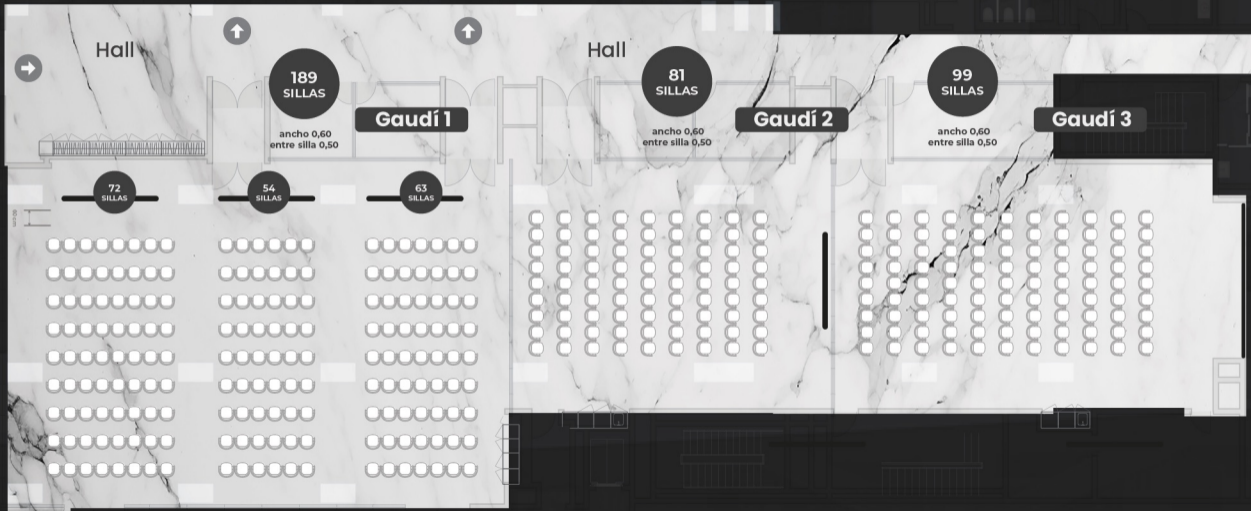 Hall
Hall
189
SILLAS
81
SILLAS
99
SILLAS
Gaudí 1
Gaudí 2
Gaudí 3
ancho 0,60
entre silla 0,50
ancho 0,60
entre silla 0,50
ancho 0,60
entre silla 0,50
72
SILLAS
54
SILLAS
63
SILLAS